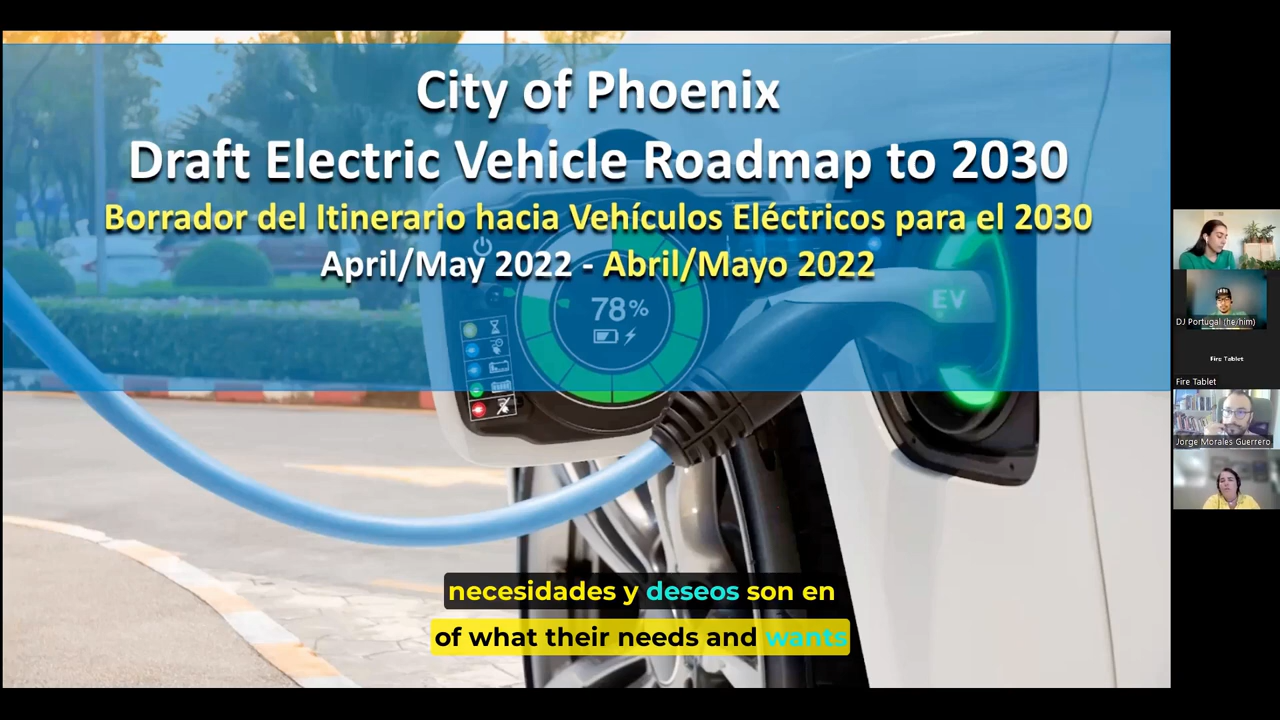 City of Phoenix
Draft Electric Vehicle Roadmap to 2030
Borrador del Itinerario hacia Vehículos Eléctricos para el 2030
April/May 2022 - Abril/Mayo 2022
78%
EV
necesidades y deseos son en
of what their needs and wants
DJ Portugal (he/him)
Fire Tablet
Fire Tablet
Jorge Morales Guerrero